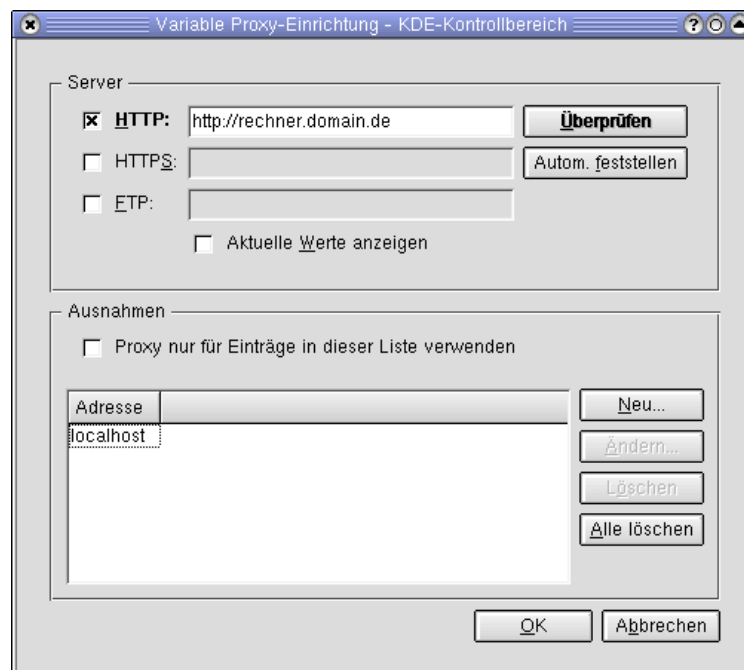 Variable Proxy-Einrichtung - KDE-Kontrollbereich
Server
HTTP: http://rechner.domain.de Überprüfen
HTTPS: Autom. feststellen
FTP:
Aktuelle Werte anzeigen
Ausnahmen
Proxy nur für Einträge in dieser Liste verwenden
Adresse Neu...
localhost Ändern...
Löschen
Alle löschen
OK Abbrechen